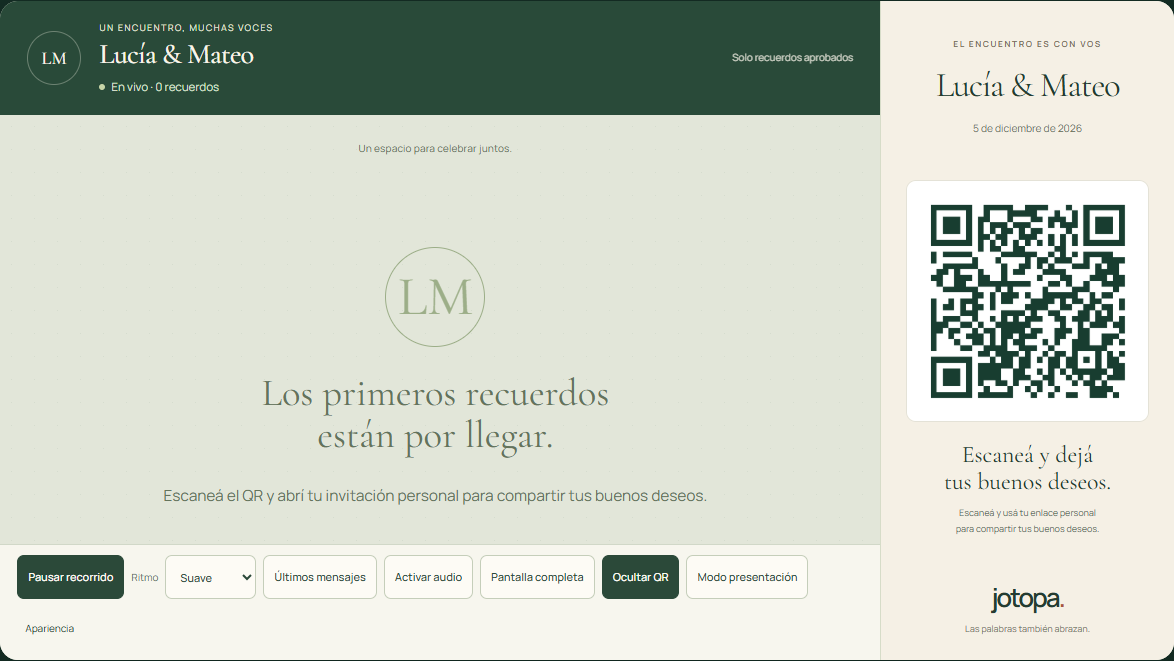 LM
UN ENCUENTRO, MUCHAS VOCES
Lucía & Mateo
En vivo · 0 recuerdos
Solo recuerdos aprobados
Un espacio para celebrar juntos.
LM
Los primeros recuerdos
están por llegar.
Escaneá el QR y abrí tu invitación personal para compartir tus buenos deseos.
Pausar recorrido
Ritmo
Suave
Últimos mensajes
Activar audio
Pantalla completa
Ocultar QR
Modo presentación
Apariencia
EL ENCUENTRO ES CON VOS
Lucía & Mateo
5 de diciembre de 2026
Escaneá y dejá
tus buenos deseos.
Escaneá y usá tu enlace personal
para compartir tus buenos deseos.
jotopa.
Las palabras también abrazan.